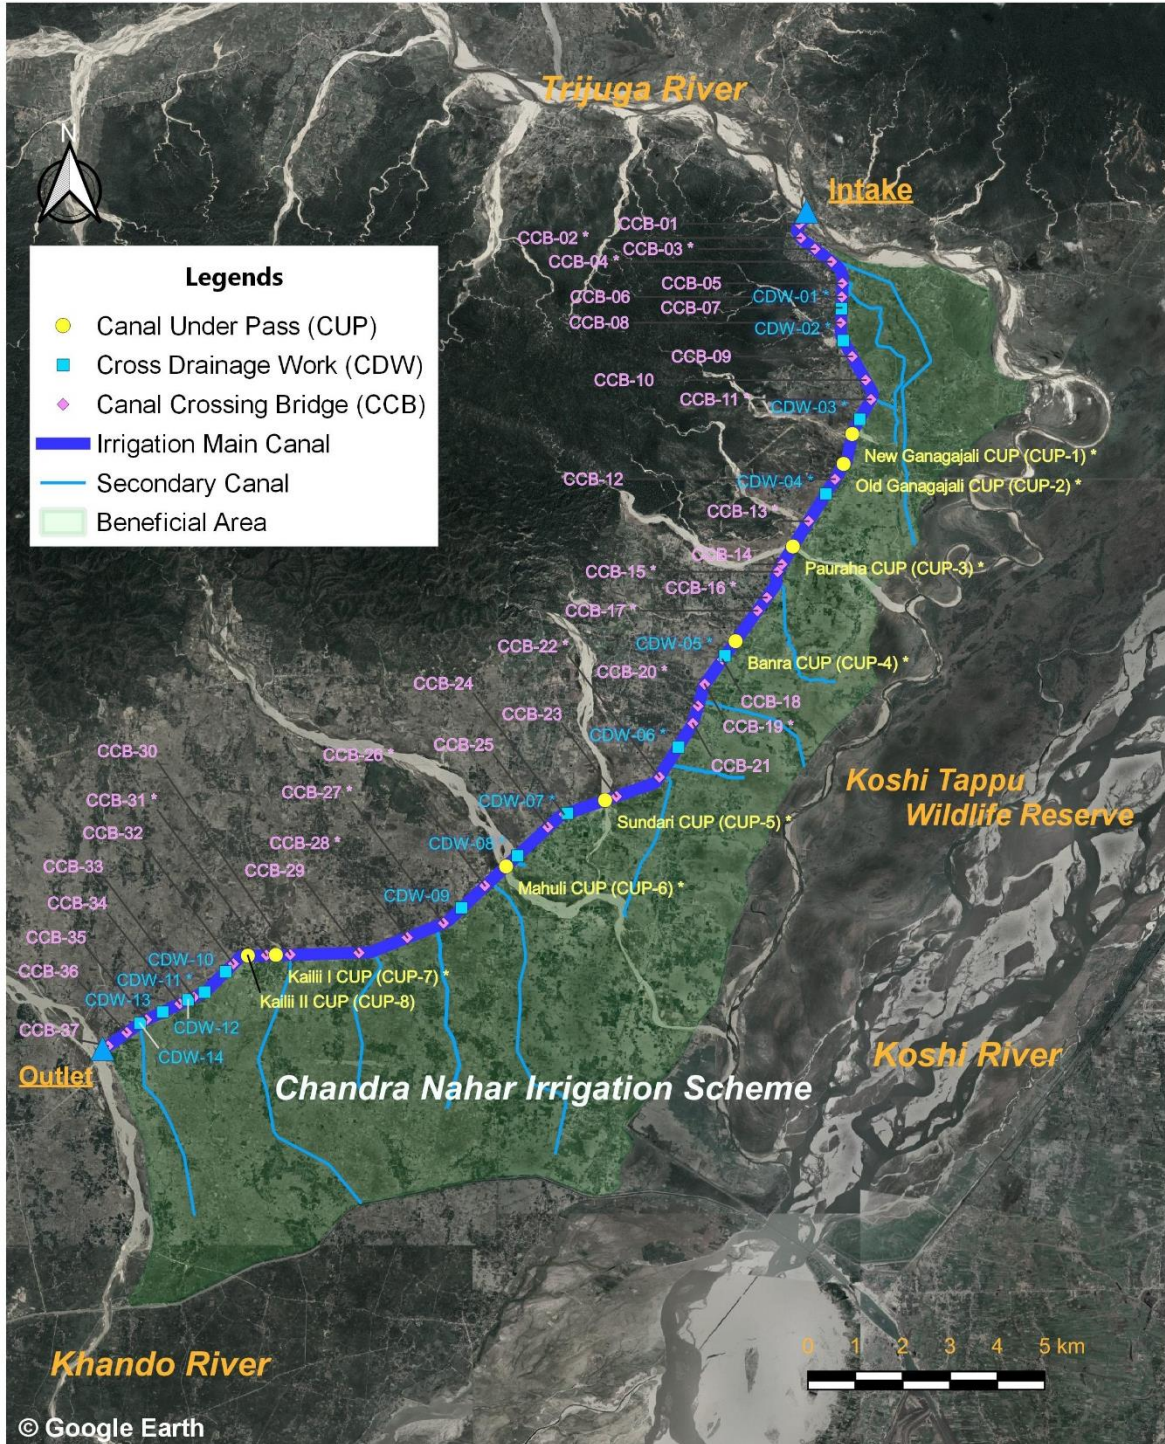 Trijuga River
N
Intake
CCB-01
CCB-02 *
CCB-03 *
CCB-04 *
CCB-05
CCB-06
CDW-01 *
CCB-07
CCB-08
CDW-02 *
CCB-09
CCB-10
CCB-11 *
CDW-03 *
New Ganagajali CUP (CUP-1) *
CCB-12
CDW-04 *
Old Ganagajali CUP (CUP-2) *
CCB-13 *
CCB-14
Pauraha CUP (CUP-3) *
CCB-15 *
CCB-16 *
CCB-17 *
CCB-22 *
CDW-05 *
Banra CUP (CUP-4) *
CCB-20 *
CCB-24
CCB-18
CCB-23
CCB-19 *
CDW-06 *
CCB-30
CCB-26 *
CCB-25
CCB-21
Legends
Canal Under Pass (CUP)
Cross Drainage Work (CDW)
Canal Crossing Bridge (CCB)
Irrigation Main Canal
Secondary Canal
Beneficial Area
Koshi Tappu
Wildlife Reserve
CCB-31 *
CCB-27 *
CDW-07 *
Sundari CUP (CUP-5) *
CCB-32
CCB-28 *
CDW-08 *
CCB-33
CCB-29
Mahuli CUP (CUP-6) *
CCB-34
CDW-09
CCB-35
CDW-10
CCB-36
CDW-11 *
Kailii I CUP (CUP-7) *
CDW-13
Kailii II CUP (CUP-8)
CDW-12
CCB-37
CDW-14
Koshi River
Outlet
Chandra Nahar Irrigation Scheme
0 1 2 3 4 5 km
Khando River
© Google Earth